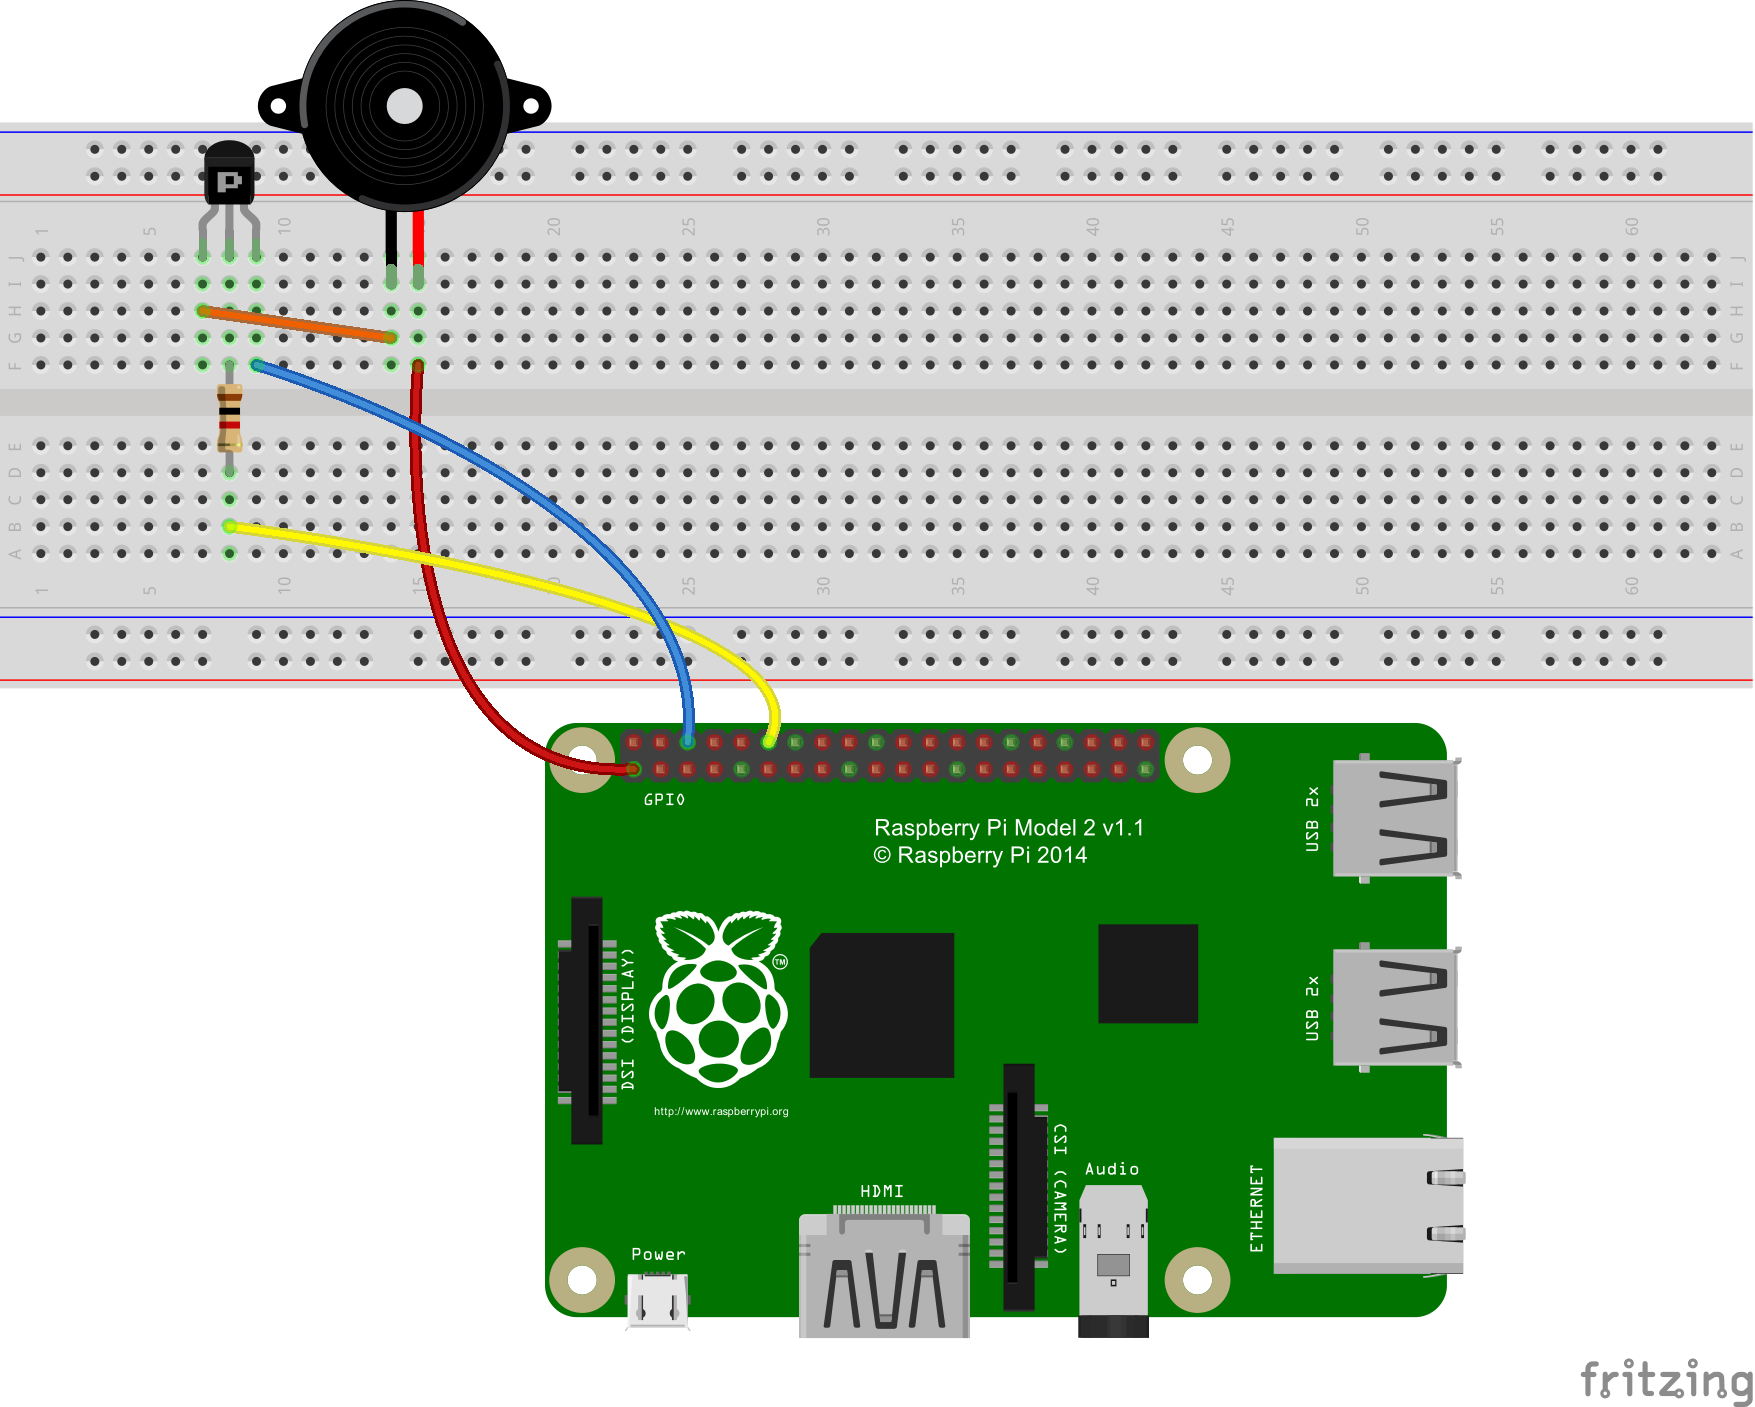 P
1 5 10 20 25 30 35 40 45 50 55 60
J J
I I
H H
G G
F F
E E
D D
C C
B B
A A
1 5 10 15 20 25 30 35 40 45 50 55 60
GPIO
Raspberry Pi Model 2 v1.1
© Raspberry Pi 2014
USB 2x
DSI (DISPLAY)
TM
USB 2x
http://www.raspberrypi.org
CSI (CAMERA)
Audio
ETHERNET
HDMI
Power
fritzing